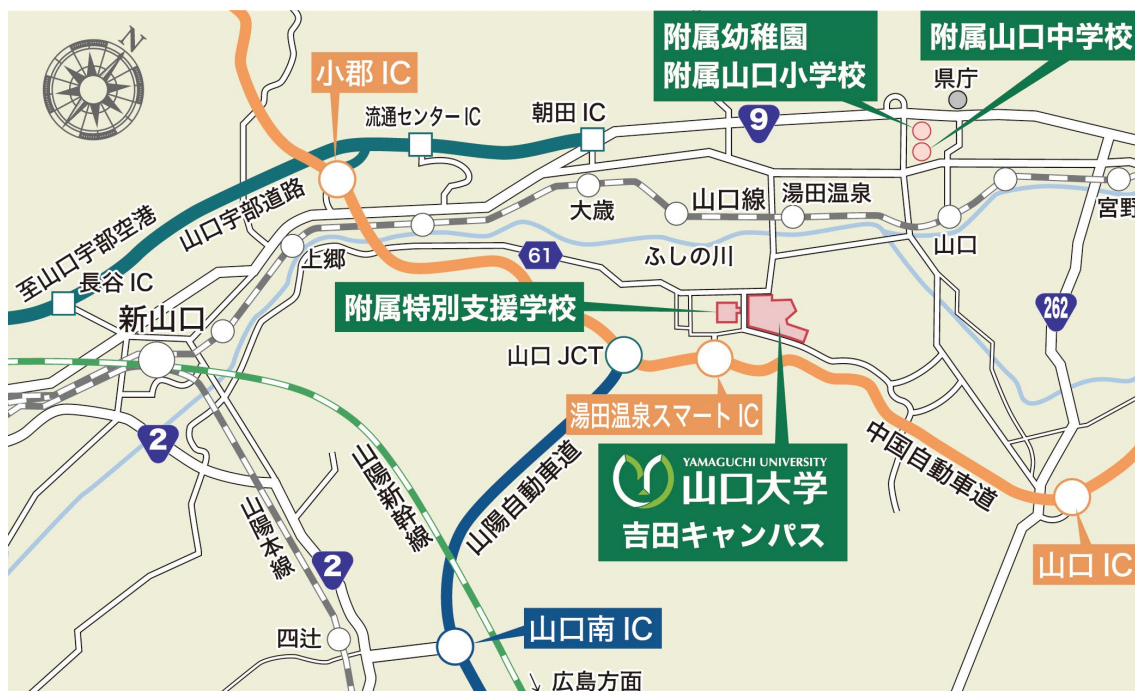 N
附属幼稚園
附属山口小学校
附属山口中学校
小郡 IC
県庁
流通センター IC
朝田 IC
9
山口宇部道路
至山口宇部空港
大歳
山口線
湯田温泉
宮野
山口
上郷
61
ふしの川
長谷 IC
新山口
附属特別支援学校
262
山口 JCT
湯田温泉スマート IC
2
山陽新幹線
山陽自動車道
中国自動車道
YAMAGUCHI UNIVERSITY
山口大学
吉田キャンパス
山陽本線
2
山口 IC
四辻
山口南 IC
広島方面